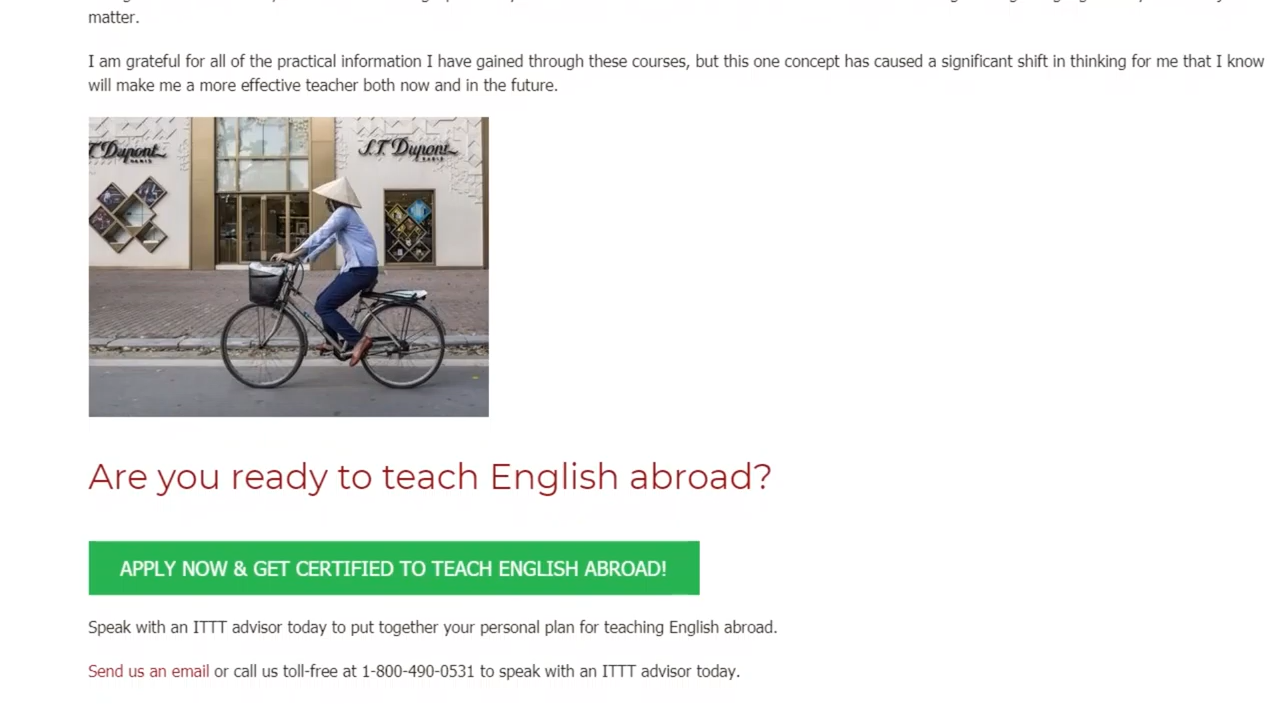 matter.
I am grateful for all of the practical information I have gained through these courses, but this one concept has caused a significant shift in thinking for me that I know
will make me a more effective teacher both now and in the future.
T. Dupont
PARIS
S.T. Dupont
PARIS
Are you ready to teach English abroad?
APPLY NOW & GET CERTIFIED TO TEACH ENGLISH ABROAD!
Speak with an ITTT advisor today to put together your personal plan for teaching English abroad.
Send us an email or call us toll-free at 1-800-490-0531 to speak with an ITTT advisor today.